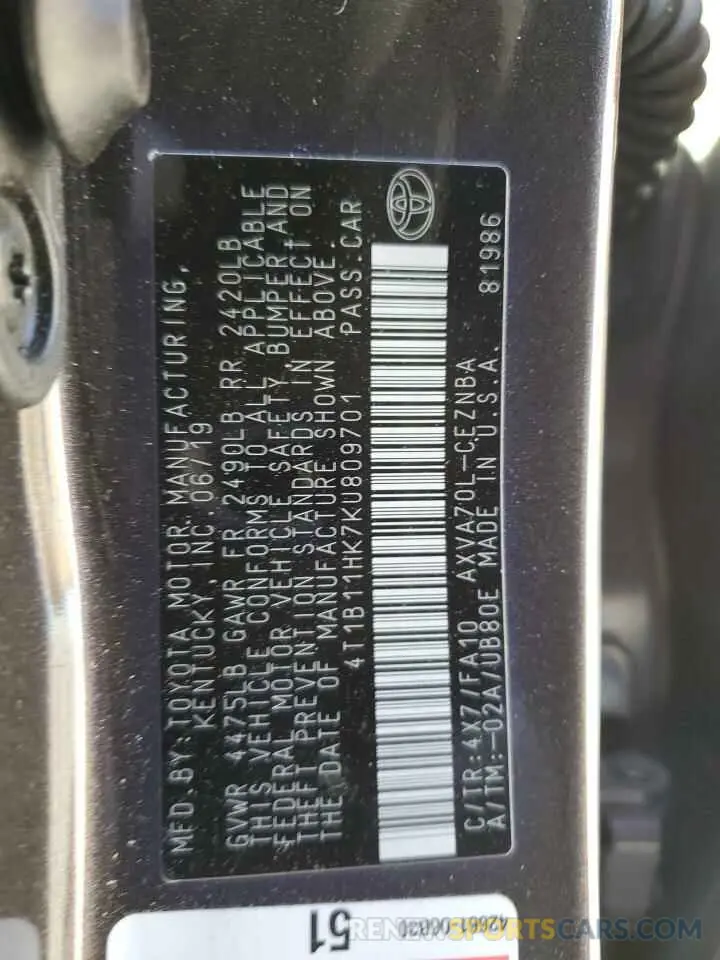 MFD.BY:TOYOTA MOTOR MANUFACTURING,
KENTUCKY, INC. 06/19
GVWR 4475LB GAWR FR 2490LB RR 2420LB
THIS VEHICLE CONFORMS TO ALL APPLICABLE
FEDERAL MOTOR VEHICLE SAFETY, BUMPER, AND
THEFT PREVENTION STANDARDS IN EFFECT ON
THE DATE OF MANUFACTURE SHOWN ABOVE.
4T1B11HK7KU809701 PASS.CAR
C/TR:4X7/FA10 AXVA70L-CEZNBA
A/TM:-02A/UB80E MADE IN U.S.A. 81986
51
RENEWSPORTSCARS.COM